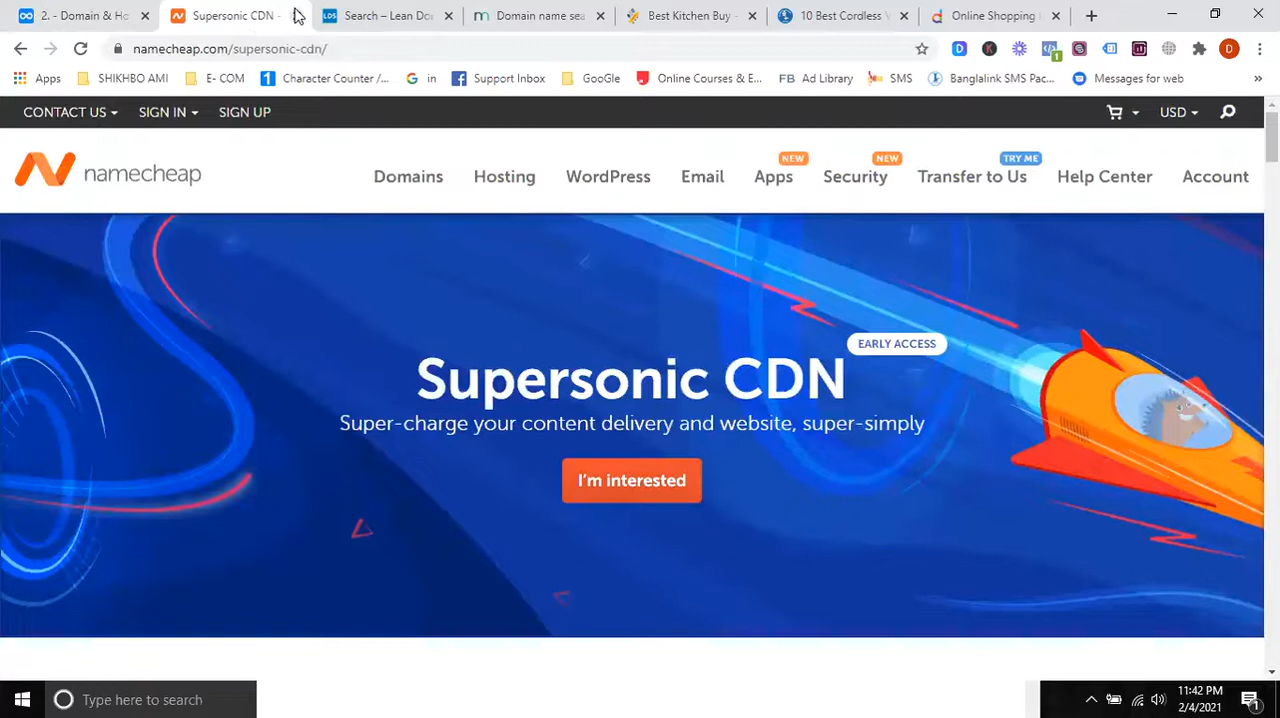 2. - Domain & Ho
Supersonic CDN -
LDS
Search – Lean Do
Domain name sea
Best Kitchen Buy -
10 Best Cordless V
Online Shopping
namecheap.com/supersonic-cdn/
D
K
1
D
Apps
SHIKHBO AMI
E- COM
1
Character Counter /...
in
Support Inbox
GooGle
Online Courses & E...
FB
Ad Library
SMS
Banglalink SMS Pac...
Messages for web
»
CONTACT US
SIGN IN
SIGN UP
USD
namecheap
Domains
Hosting
WordPress
Email
NEW
Apps
NEW
Security
TRY ME
Transfer to Us
Help Center
Account
EARLY ACCESS
Supersonic CDN
Super-charge your content delivery and website, super-simply
I'm interested
Type here to search
11:42 PM
2/4/2021
1